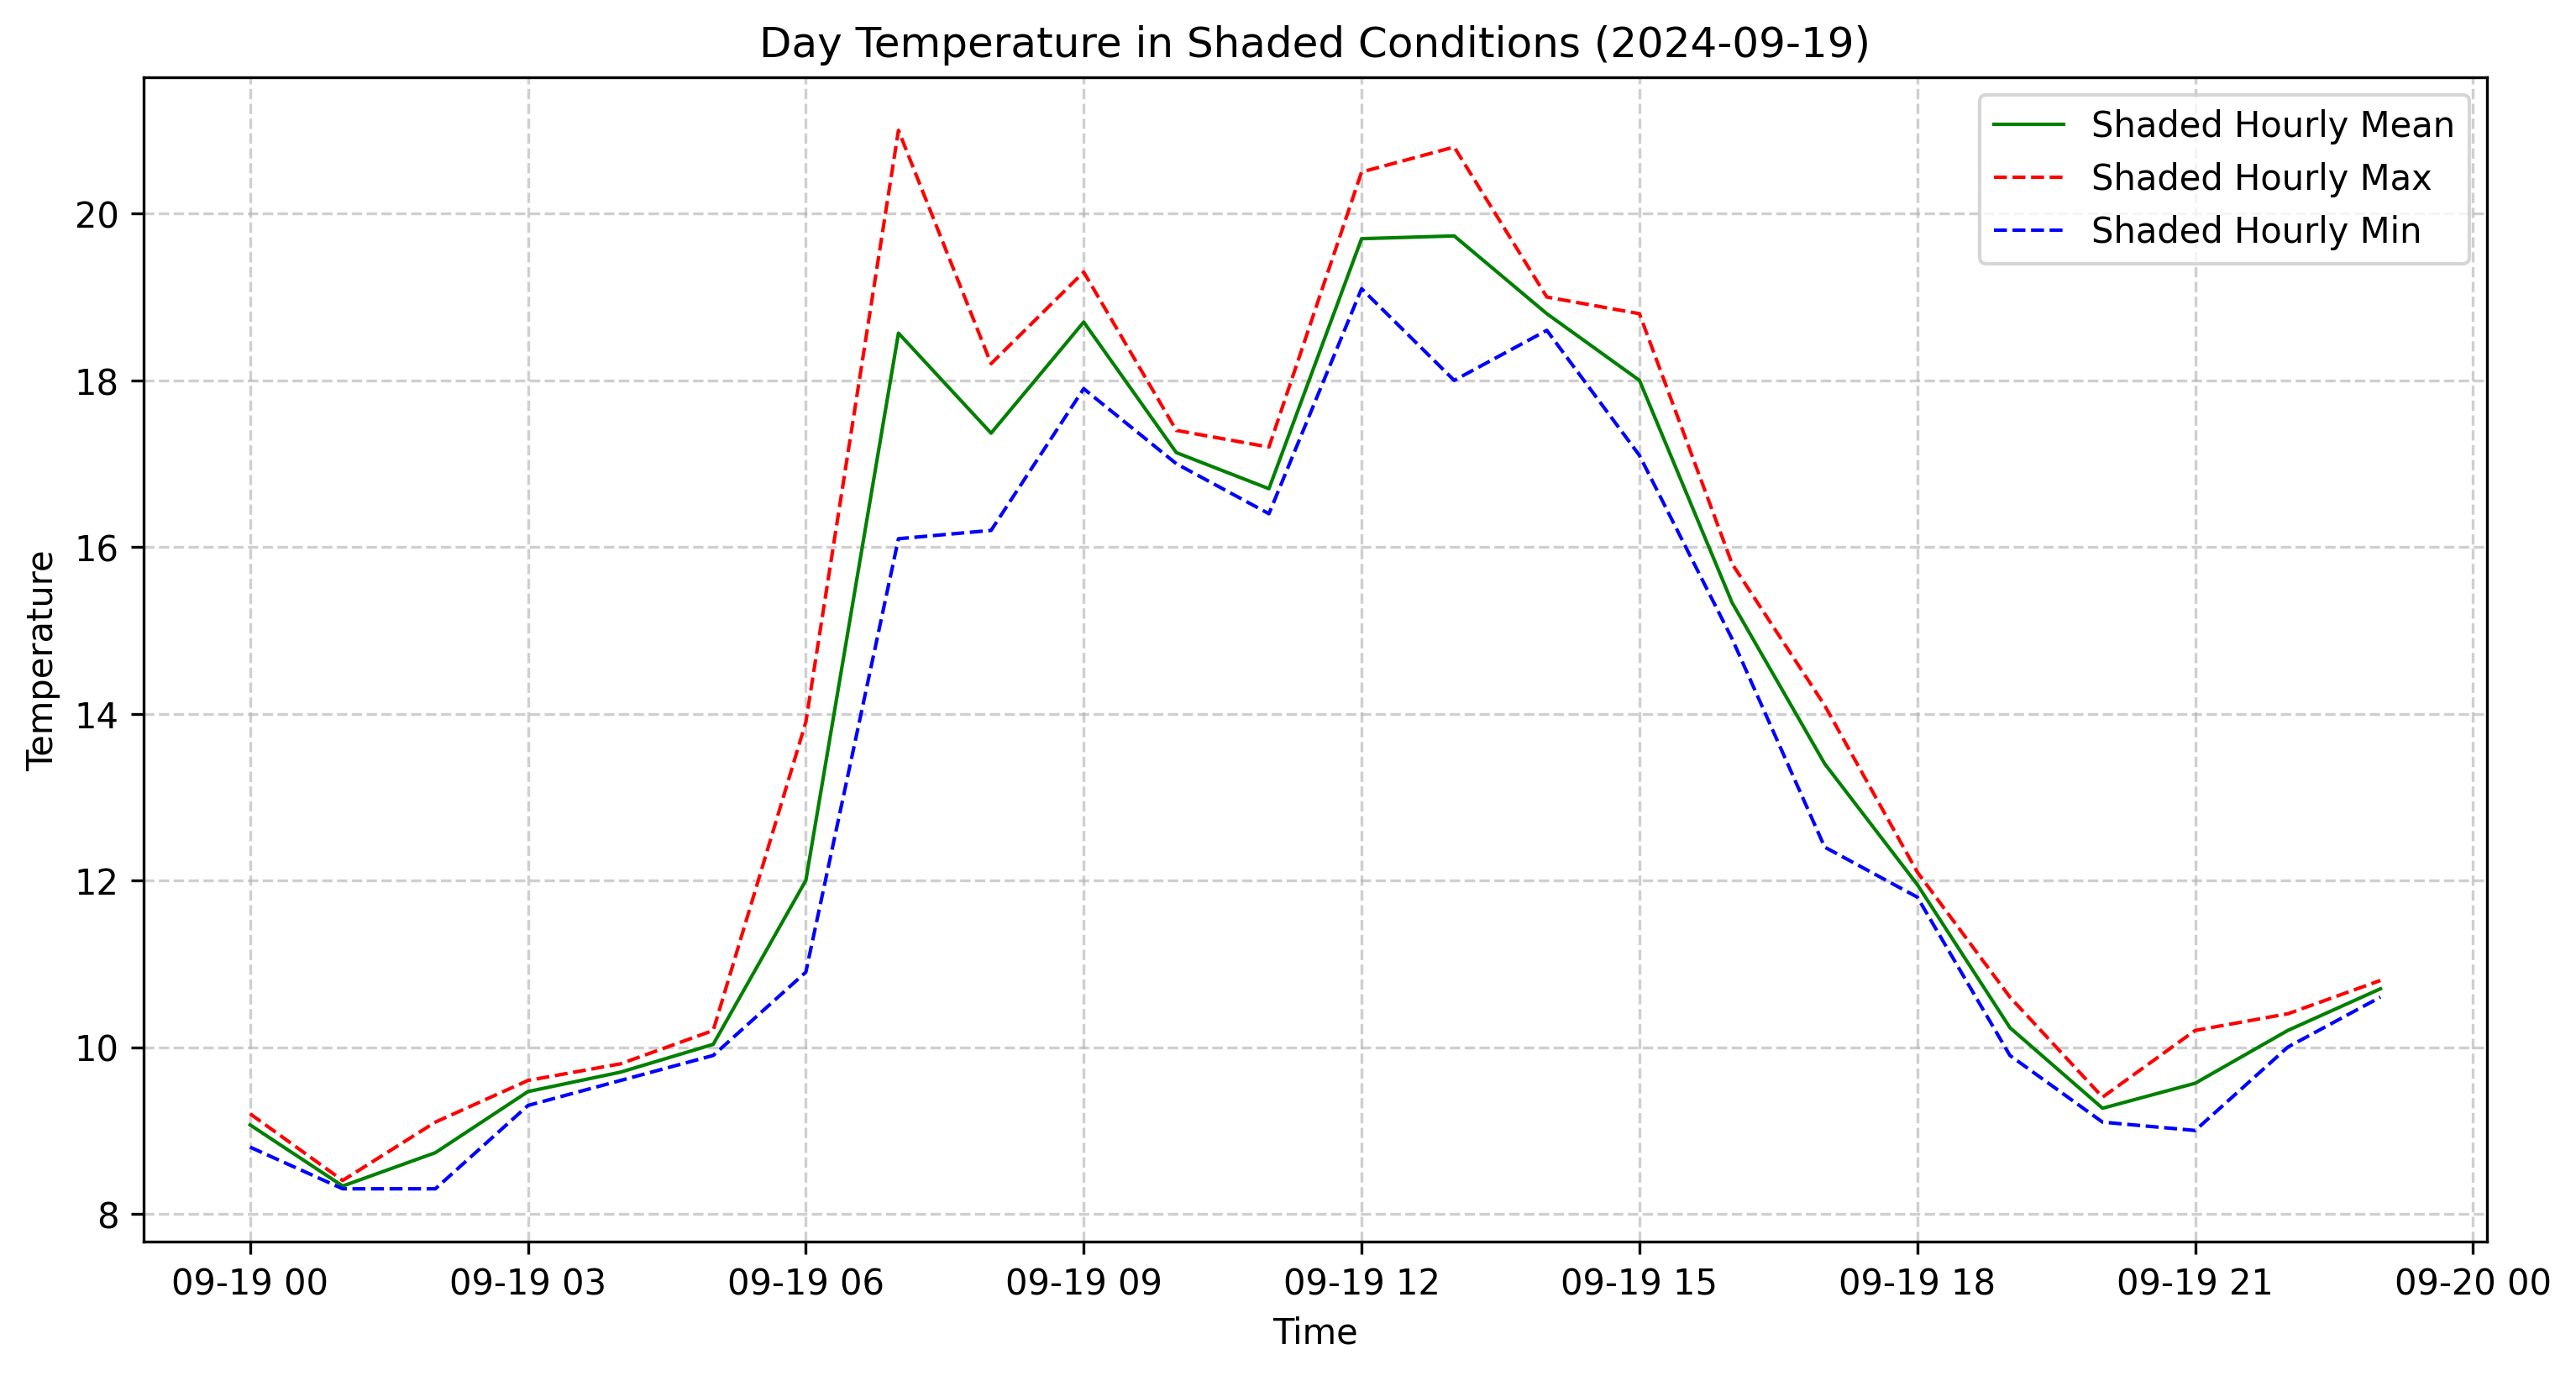 Day Temperature in Shaded Conditions (2024-09-19)
Shaded Hourly Mean
Shaded Hourly Max
Shaded Hourly Min
Temperature
20
18
16
14
12
10
8
09-19 00 09-19 03 09-19 06 09-19 09 09-19 12 09-19 15 09-19 18 09-19 21 09-20 00
Time